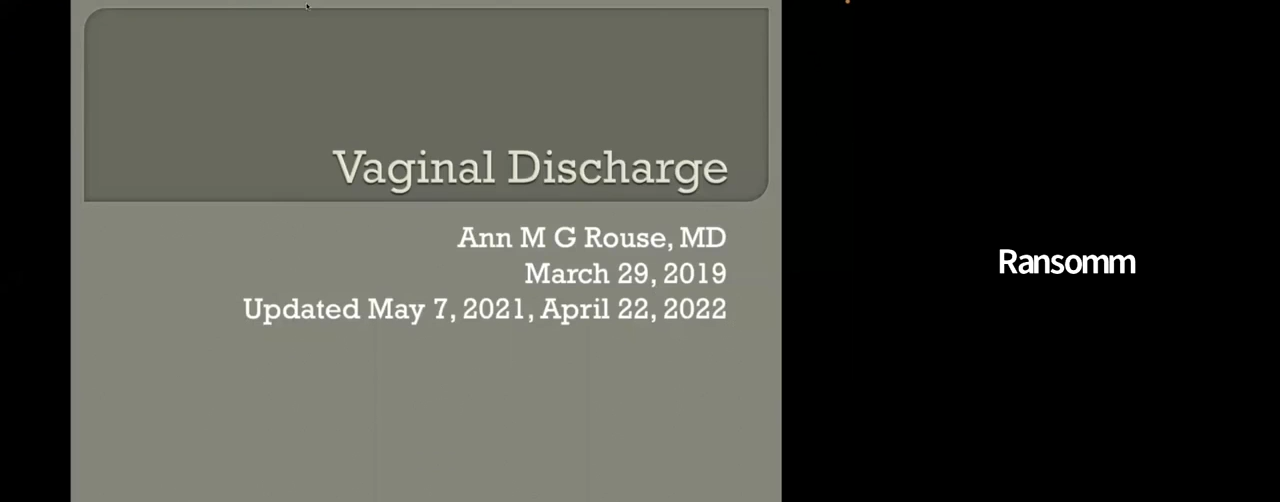 Vaginal Discharge
Ann M G Rouse, MD
March 29, 2019
Updated May 7, 2021, April 22, 2022
Ransomm